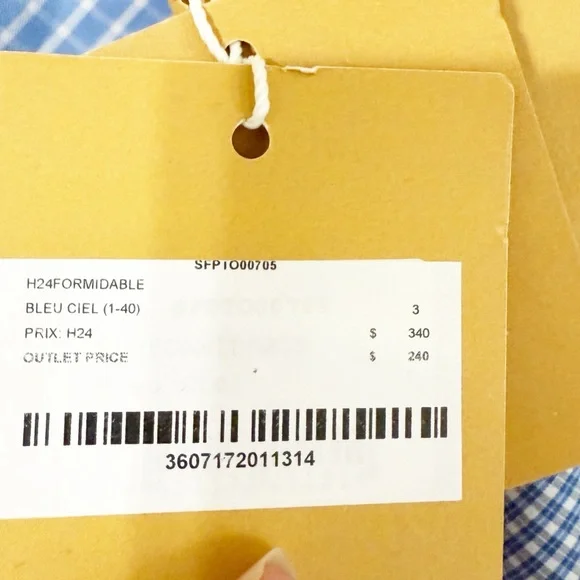 SFPTO00705
H24FORMIDABLE
BLEU CIEL (1-40) 3
PRIX: H24 $ 340
OUTLET PRICE $ 240
3607172011314